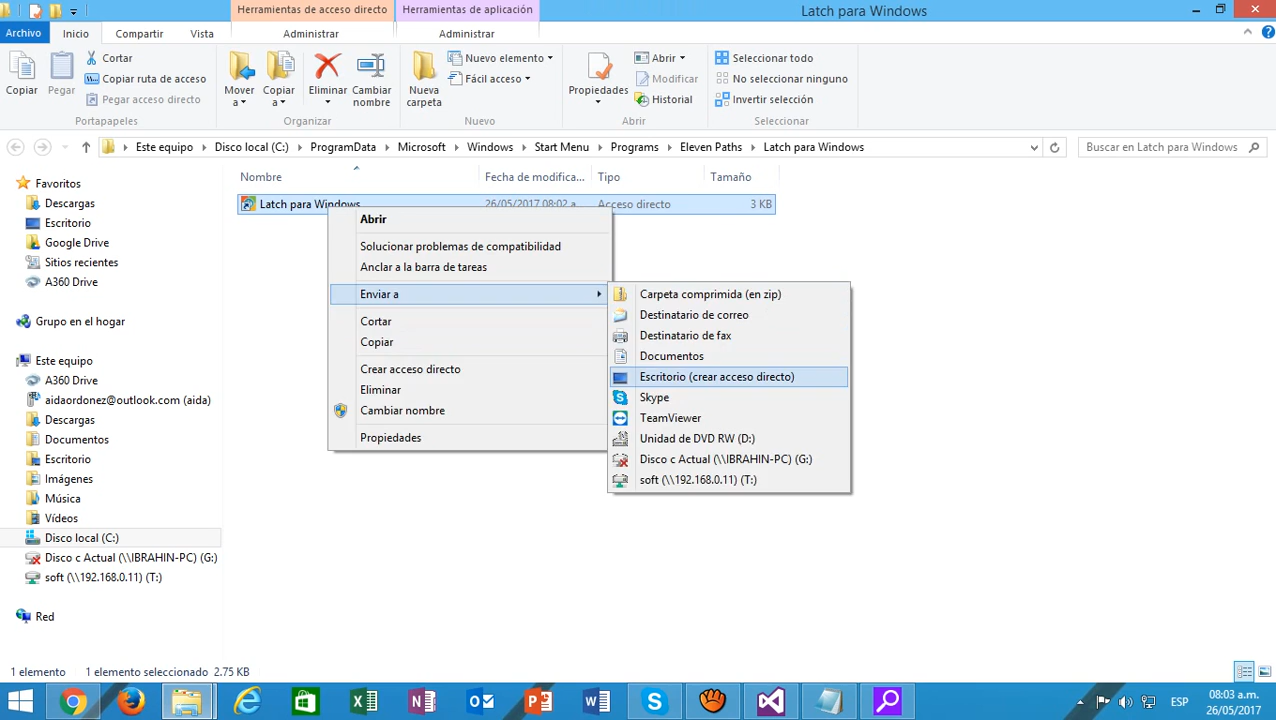 Herramientas de acceso directo
Herramientas de aplicación
Latch para Windows
Archivo
Inicio
Compartir
Vista
Administrar
Administrar
Copiar
Pegar
Cortar
Copiar ruta de acceso
Pegar acceso directo
Portapapeles
Mover a
Copiar a
Eliminar
Cambiar nombre
Organizar
Nueva carpeta
Nuevo elemento
Fácil acceso
Nuevo
Propiedades
Abrir
Modificar
Historial
Abrir
Seleccionar todo
No seleccionar ninguno
Invertir selección
Seleccionar
Este equipo
Disco local (C:)
ProgramData
Microsoft
Windows
Start Menu
Programs
Eleven Paths
Latch para Windows
Buscar en Latch para Windows
Nombre
Fecha de modifica...
Tipo
Tamaño
Latch para Windows
26/05/2017 08:02 a...
Acceso directo
3 KB
Favoritos
Descargas
Escritorio
Google Drive
Sitios recientes
A360 Drive
Grupo en el hogar
Este equipo
A360 Drive
aidaordonez@outlook.com (aida)
Descargas
Documentos
Escritorio
Imágenes
Música
Vídeos
Disco local (C:)
Disco c Actual (\\IBRAHIN-PC) (G:)
soft (\\192.168.0.11) (T:)
Red
Abrir
Solucionar problemas de compatibilidad
Anclar a la barra de tareas
Enviar a
Cortar
Copiar
Crear acceso directo
Eliminar
Cambiar nombre
Propiedades
Carpeta comprimida (en zip)
Destinatario de correo
Destinatario de fax
Documentos
Escritorio (crear acceso directo)
Skype
TeamViewer
Unidad de DVD RW (D:)
Disco c Actual (\\IBRAHIN-PC) (G:)
soft (\\192.168.0.11) (T:)
1 elemento
1 elemento seleccionado 2.75 KB
ESP
08:03 a.m.
26/05/2017